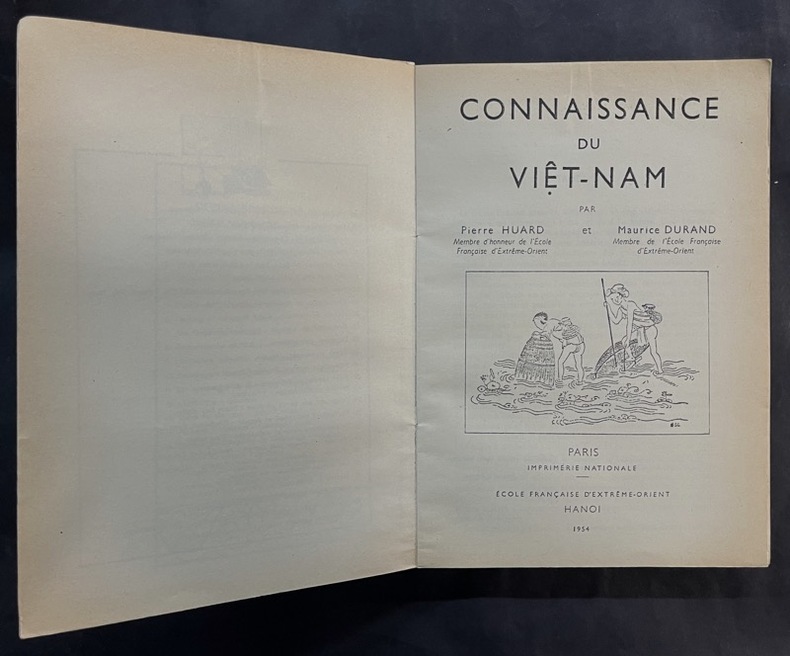 CONNAISSANCE
DU
VIỆT-NAM
PAR
Pierre HUARD et Maurice DURAND
Membre d'honneur de l'École Membre de l'École Française
Française d'Extrême-Orient d'Extrême-Orient
PARIS
IMPRIMERIE NATIONALE
ÉCOLE FRANÇAISE D'EXTRÊME-ORIENT
HANOI
1954